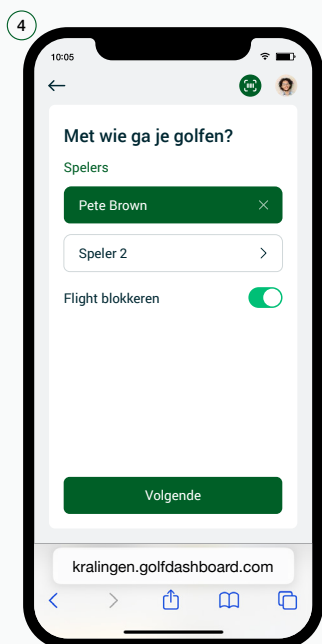 4
10:05
Met wie ga je golfen?
Spelers
Pete Brown
Speler 2
Flight blokkeren
Volgende
kralingen.golfdashboard.com